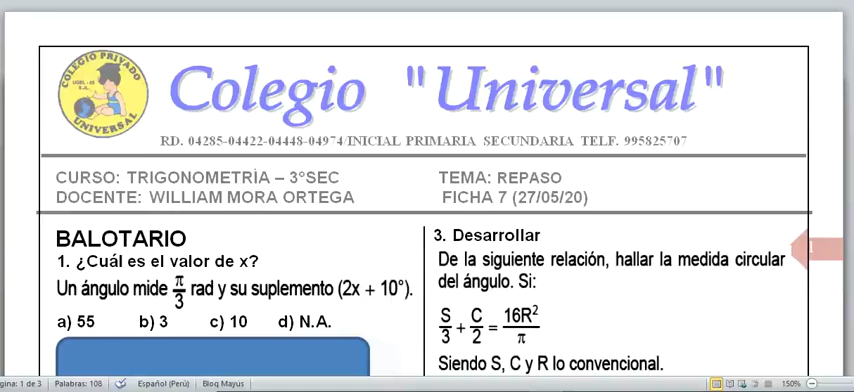 COLEGIO PRIVADO
UNIVERSAL
Colegio "Universal"
RD. 04285-04422-04448-04974/INICIAL PRIMARIA SECUNDARIA TELF. 995825707
CURSO: TRIGONOMETRÌA – 3°SEC
DOCENTE: WILLIAM MORA ORTEGA
TEMA: REPASO
FICHA 7 (27/05/20)
BALOTARIO
1. ¿Cuál es el valor de x?
Un ángulo mide π/3 rad y su suplemento (2x + 10°).
a) 55 b) 3 c) 10 d) N.A.
3. Desarrollar
De la siguiente relación, hallar la medida circular
del ángulo. Si:
S/3 + C/2 = 16R²/π
Siendo S, C y R lo convencional.
1
gina: 1 de 3 Palabras: 108 Español (Perú) Bloq Mayús 150%